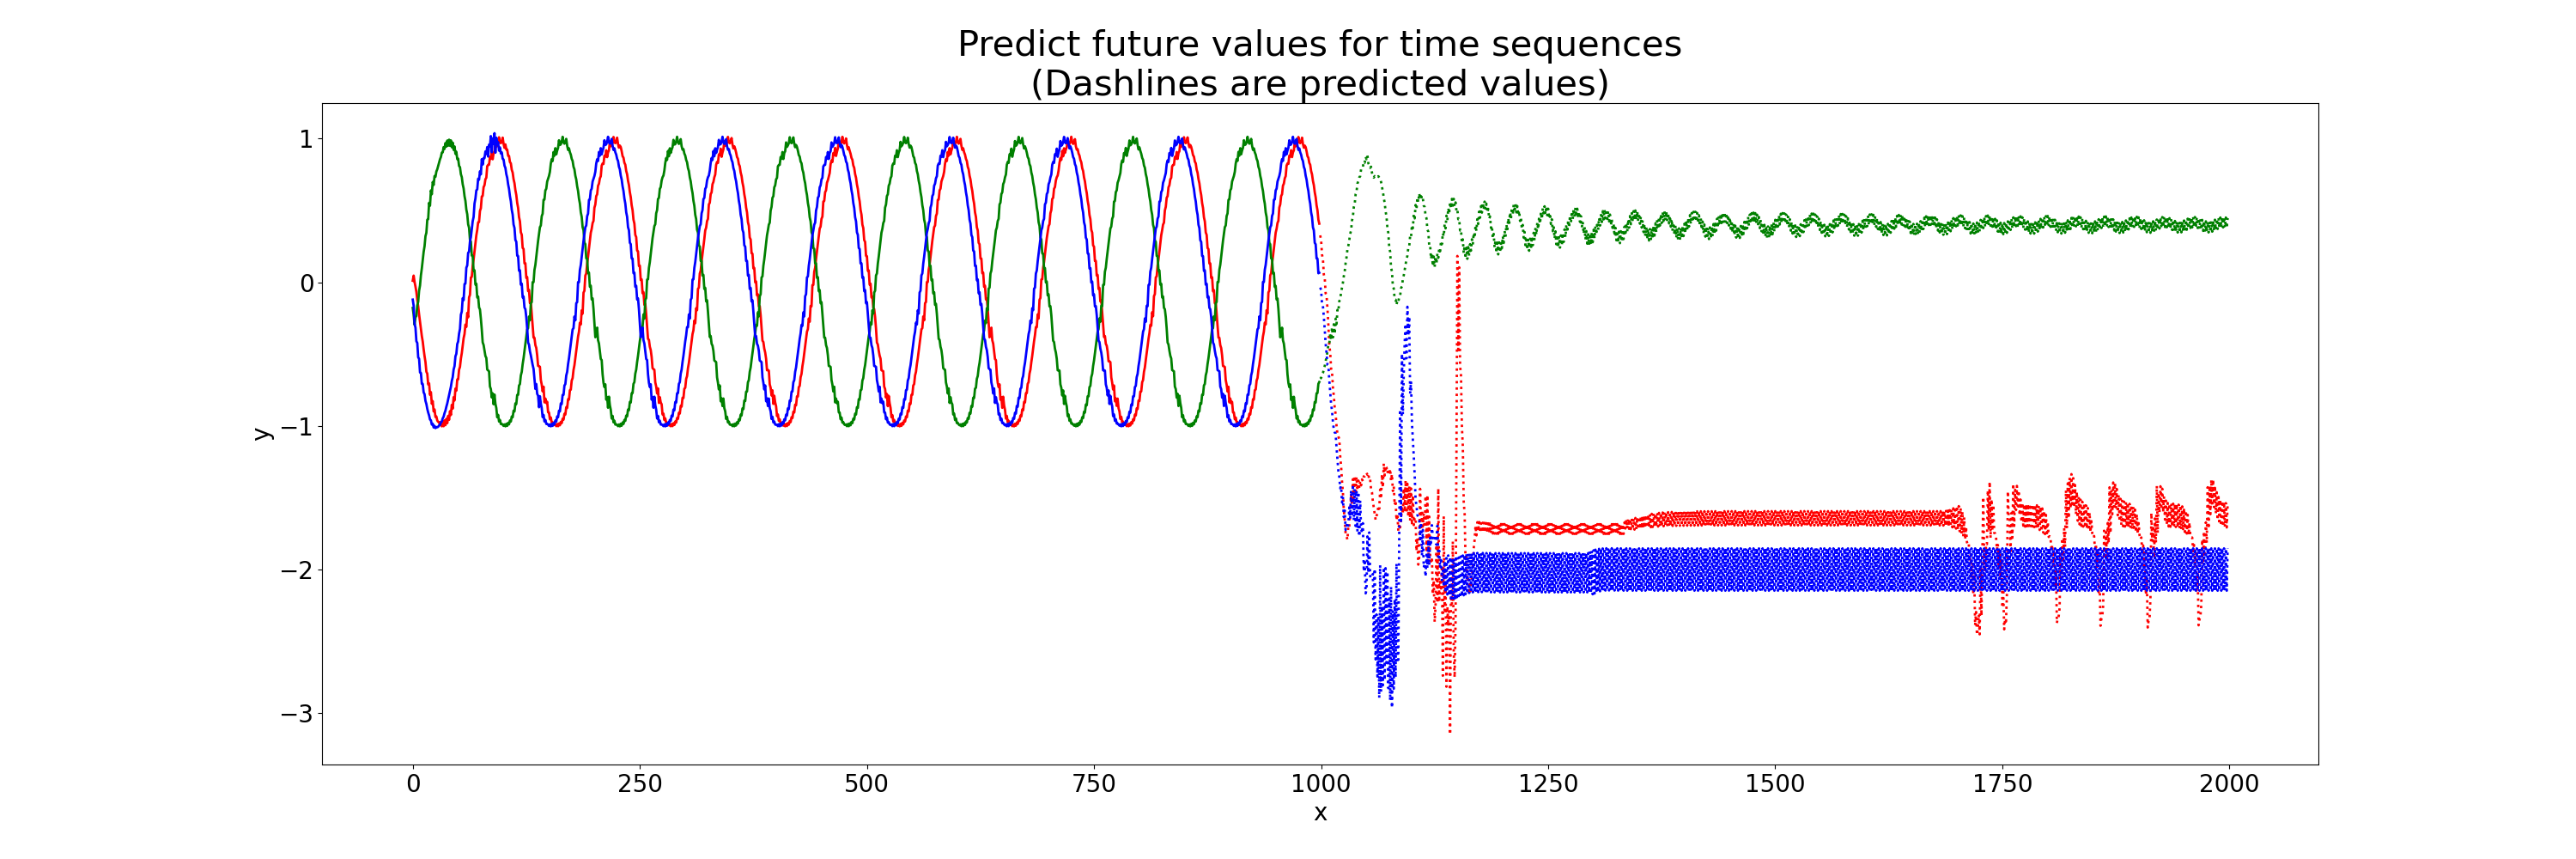 Predict future values for time sequences
(Dashlines are predicted values)
1
0
−1
−2
−3
y
0 250 500 750 1000 1250 1500 1750 2000
x